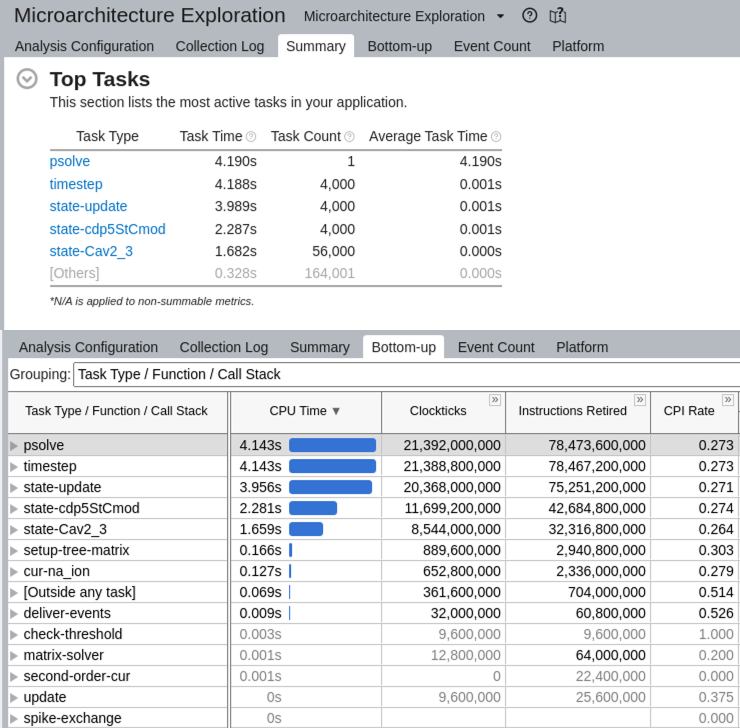 Microarchitecture Exploration Microarchitecture Exploration
Analysis Configuration Collection Log Summary Bottom-up Event Count Platform
Top Tasks
This section lists the most active tasks in your application.
Task Type Task Time Task Count Average Task Time
psolve 4.190s 1 4.190s
timestep 4.188s 4,000 0.001s
state-update 3.989s 4,000 0.001s
state-cdp5StCmod 2.287s 4,000 0.001s
state-Cav2_3 1.682s 56,000 0.000s
[Others] 0.328s 164,001 0.000s
*N/A is applied to non-summable metrics.
Analysis Configuration Collection Log Summary Bottom-up Event Count Platform
Grouping: Task Type / Function / Call Stack
Task Type / Function / Call Stack CPU Time ▼ Clockticks Instructions Retired CPI Rate
psolve 4.143s 21,392,000,000 78,473,600,000 0.273
timestep 4.143s 21,388,800,000 78,467,200,000 0.273
state-update 3.956s 20,368,000,000 75,251,200,000 0.271
state-cdp5StCmod 2.281s 11,699,200,000 42,684,800,000 0.274
state-Cav2_3 1.659s 8,544,000,000 32,316,800,000 0.264
setup-tree-matrix 0.166s 889,600,000 2,940,800,000 0.303
cur-na_ion 0.127s 652,800,000 2,336,000,000 0.279
[Outside any task] 0.069s 361,600,000 704,000,000 0.514
deliver-events 0.009s 32,000,000 60,800,000 0.526
check-threshold 0.003s 9,600,000 9,600,000 1.000
matrix-solver 0.001s 12,800,000 64,000,000 0.200
second-order-cur 0.001s 0 22,400,000 0.000
update 0s 9,600,000 25,600,000 0.375
spike-exchange 0s 0.000